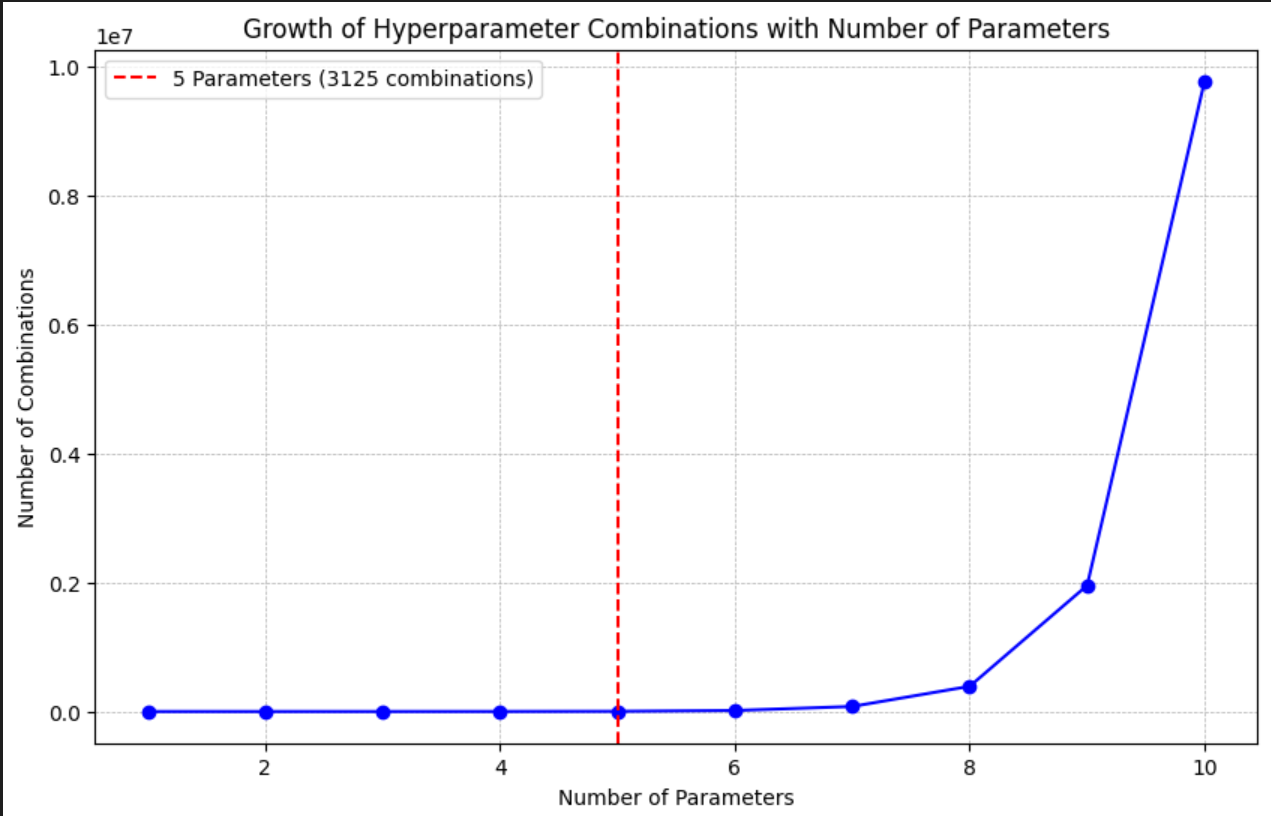 Growth of Hyperparameter Combinations with Number of Parameters
1e7
5 Parameters (3125 combinations)
1.0
0.8
0.6
0.4
0.2
0.0
Number of Combinations
2 4 6 8 10
Number of Parameters